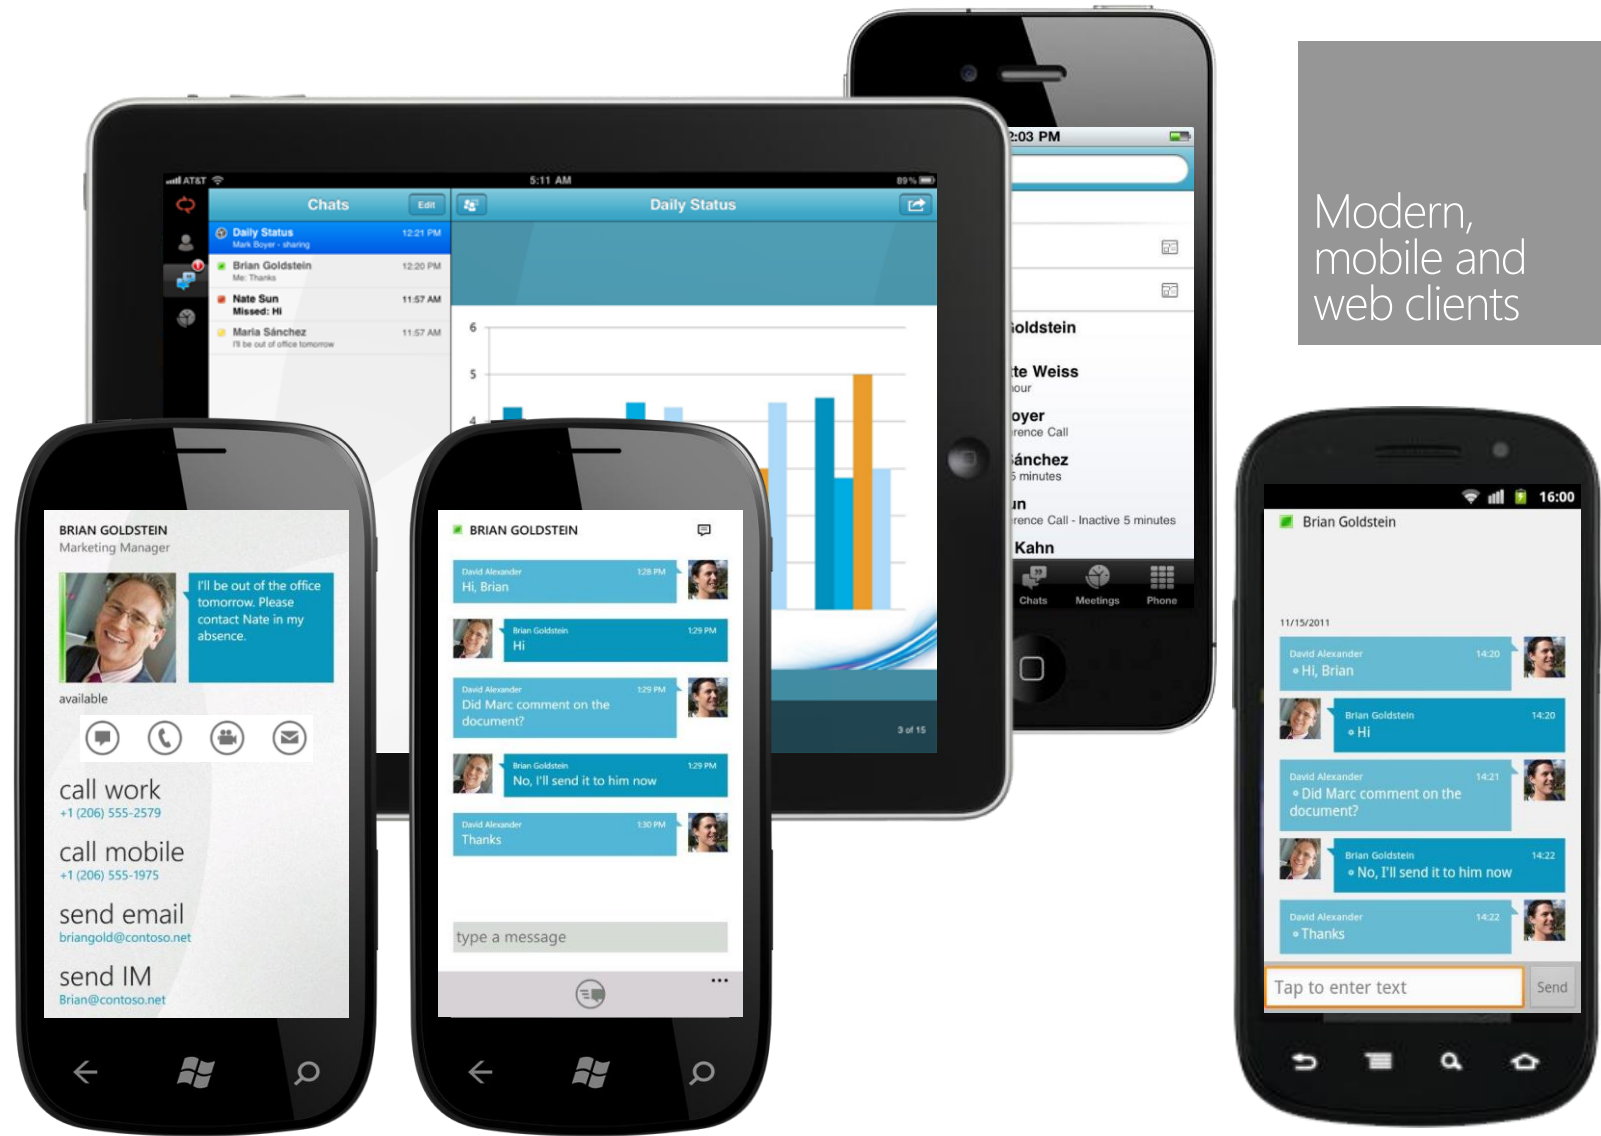 Modern,
mobile and
web clients
2:03 PM
AT&T
5:11 AM
89%
Chats
Edit
Daily Status
Daily Status
12:21 PM
Mark Boyer - sharing
Brian Goldstein
12:20 PM
Me: Thanks
Nate Sun
11:57 AM
Missed: Hi
Maria Sánchez
11:57 AM
I'll be out of office tomorrow
6
5
4
3 of 15
oldstein
te Weiss
our
oyer
rence Call
Sánchez
5 minutes
un
rence Call - Inactive 5 minutes
Kahn
Chats
Meetings
Phone
BRIAN GOLDSTEIN
Marketing Manager
I'll be out of the office
tomorrow. Please
contact Nate in my
absence.
available
call work
+1 (206) 555-2579
call mobile
+1 (206) 555-1975
send email
briangold@contoso.net
send IM
Brian@contoso.net
BRIAN GOLDSTEIN
David Alexander
1:28 PM
Hi, Brian
Brian Goldstein
1:29 PM
Hi
David Alexander
1:29 PM
Did Marc comment on the
document?
Brian Goldstein
1:29 PM
No, I'll send it to him now
David Alexander
1:30 PM
Thanks
type a message
16:00
Brian Goldstein
11/15/2011
David Alexander
14:20
Hi, Brian
Brian Goldstein
14:20
Hi
David Alexander
14:21
Did Marc comment on the
document?
Brian Goldstein
14:22
No, I'll send it to him now
David Alexander
14:22
Thanks
Tap to enter text
Send